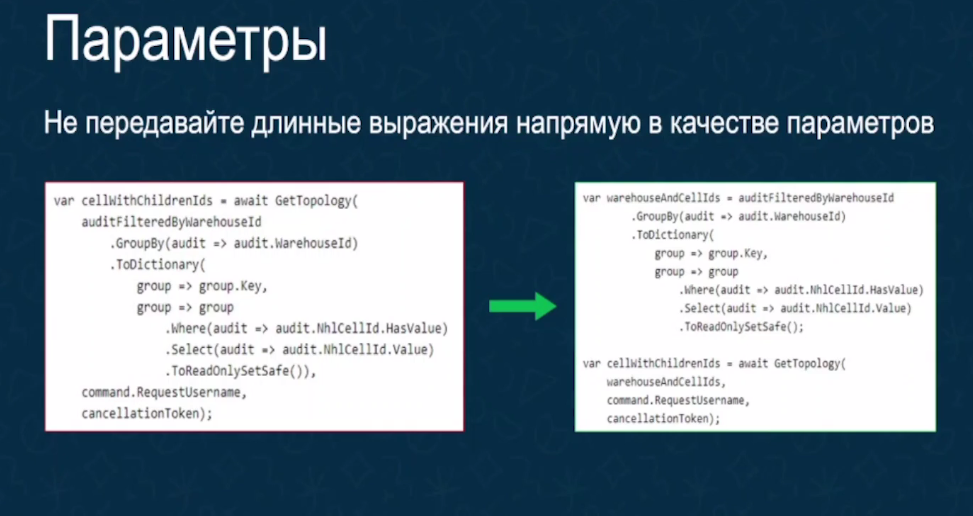 Параметры
Не передавайте длинные выражения напрямую в качестве параметров
var cellWithChildrenIds = await GetTopology(
auditFilteredByWarehouseId
.GroupBy(audit => audit.WarehouseId)
.ToDictionary(
group => group.Key,
group => group
.Where(audit => audit.NhlCellId.HasValue)
.Select(audit => audit.NhlCellId.Value)
.ToReadOnlySetSafe()),
command.RequestUsername,
cancellationToken);
var warehouseAndCellIds = auditFilteredByWarehouseId
.GroupBy(audit => audit.WarehouseId)
.ToDictionary(
group => group.Key,
group => group
.Where(audit => audit.NhlCellId.HasValue)
.Select(audit => audit.NhlCellId.Value)
.ToReadOnlySetSafe();
var cellWithChildrenIds = await GetTopology(
warehouseAndCellIds,
command.RequestUsername,
cancellationToken);